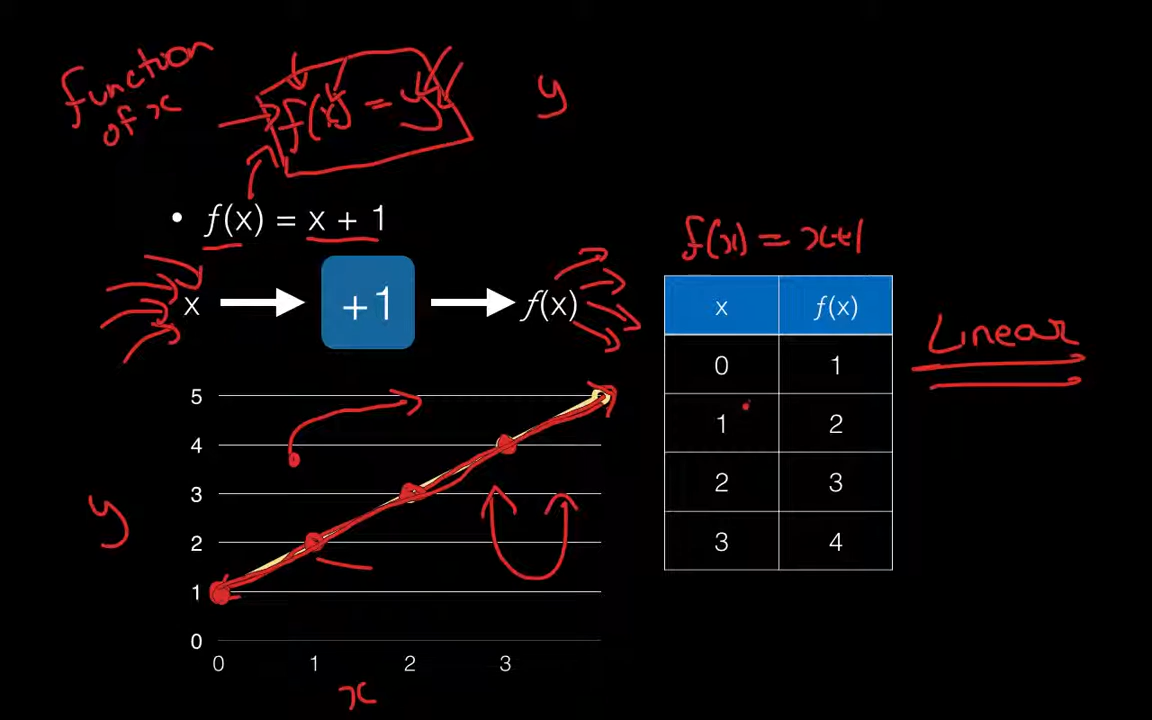 function
of x
f(x) = y
y
• f(x) = x + 1
x
+1
f(x)
f(x) = x+1
x f(x)
0 1
1 2
2 3
3 4
Linear
5
4
3
2
1
0
0 1 2 3
y
x